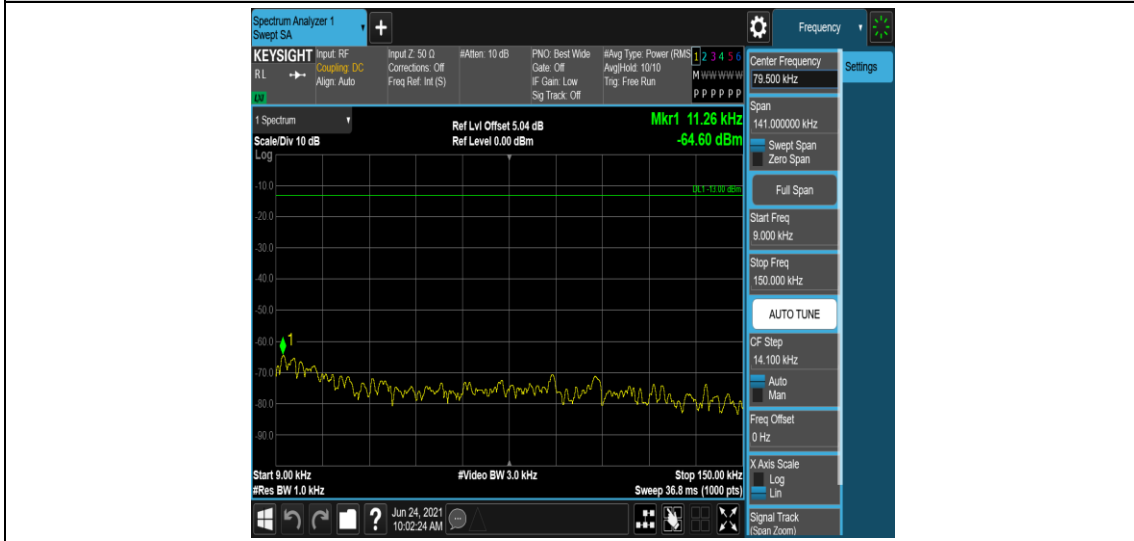 Spectrum Analyzer 1
Swept SA
+
Frequency
KEYSIGHT
RL
LXI
Input: RF
Coupling: DC
Align: Auto
Input Z: 50 Ω
Corrections: Off
Freq Ref: Int (S)
#Atten: 10 dB
PNO: Best Wide
Gate: Off
IF Gain: Low
Sig Track: Off
#Avg Type: Power (RMS
Avg|Hold: 10/10
Trig: Free Run
1 2 3 4 5 6
M W W W W W
P P P P P P
1 Spectrum
Scale/Div 10 dB
Log
Ref Lvl Offset 5.04 dB
Ref Level 0.00 dBm
Mkr1 11.26 kHz
-64.60 dBm
DL1 -13.00 dBm
-10.0
-20.0
-30.0
-40.0
-50.0
-60.0
-70.0
-80.0
-90.0
1
Start 9.00 kHz
#Res BW 1.0 kHz
#Video BW 3.0 kHz
Stop 150.00 kHz
Sweep 36.8 ms (1000 pts)
?
Jun 24, 2021
10:02:24 AM
Center Frequency
79.500 kHz
Settings
Span
141.000000 kHz
Swept Span
Zero Span
Full Span
Start Freq
9.000 kHz
Stop Freq
150.000 kHz
AUTO TUNE
CF Step
14.100 kHz
Auto
Man
Freq Offset
0 Hz
X Axis Scale
Log
Lin
Signal Track
(Span Zoom)